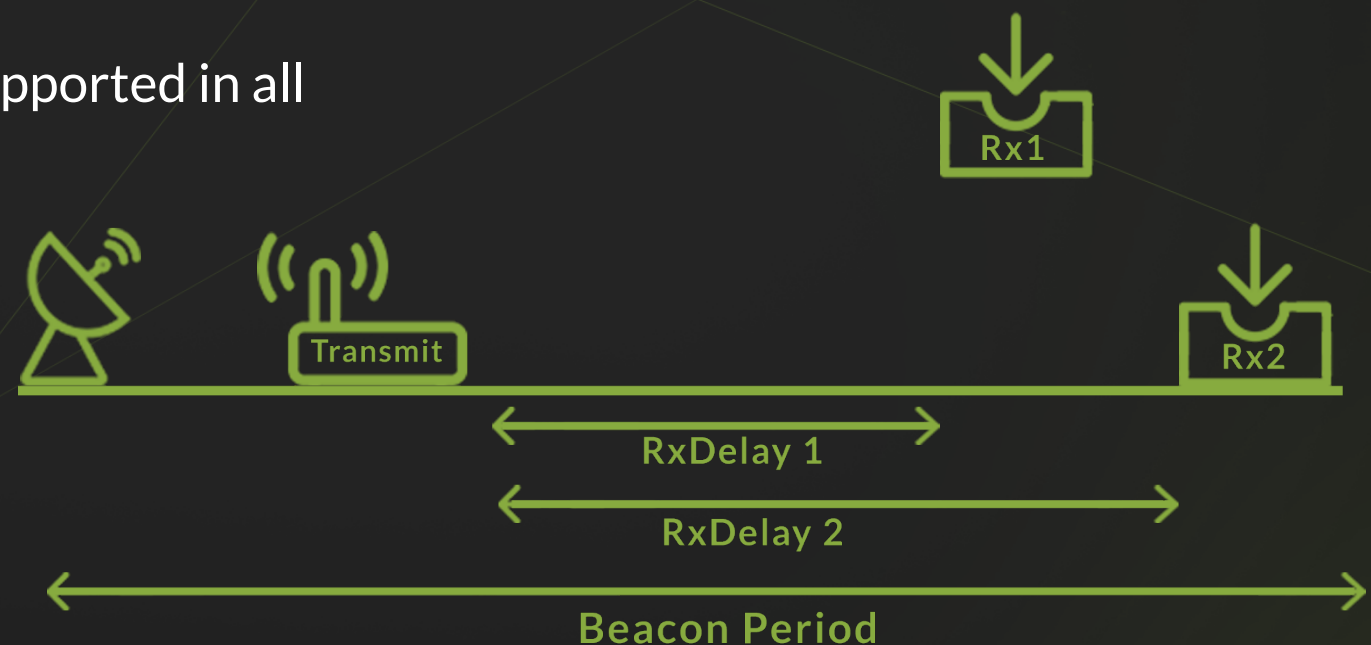 pported in all
Rx1
Transmit
Rx2
RxDelay 1
RxDelay 2
Beacon Period